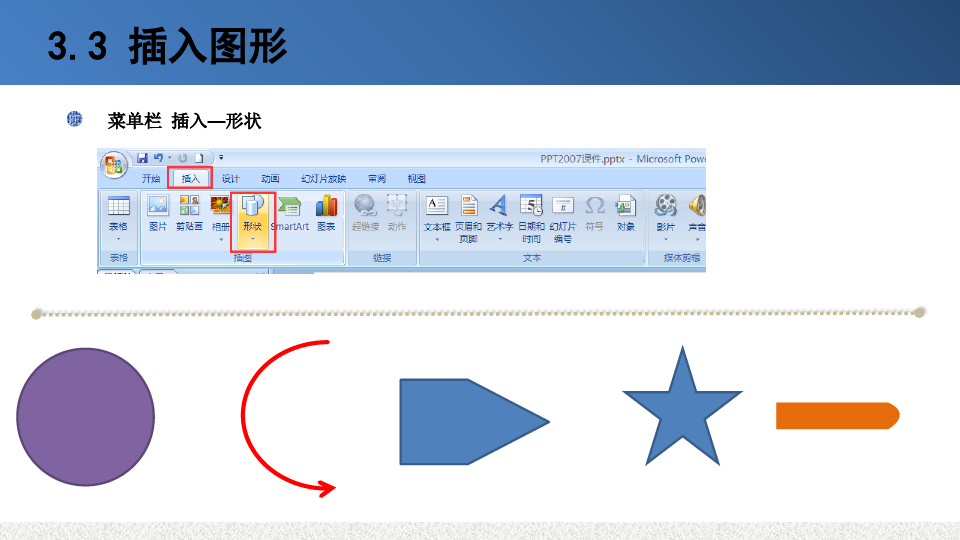 3.3 插入图形
菜单栏 插入—形状
PPT2007课件.pptx - Microsoft Pow
开始 插入 设计 动画 幻灯片放映 审阅 视图
表格 图片 剪贴画 相册 形状 SmartArt 图表 超链接 动作 文本框 页眉和页脚 艺术字 日期和时间 幻灯片编号 符号 对象 影片 声音
表格 插图 链接 文本 媒体剪辑